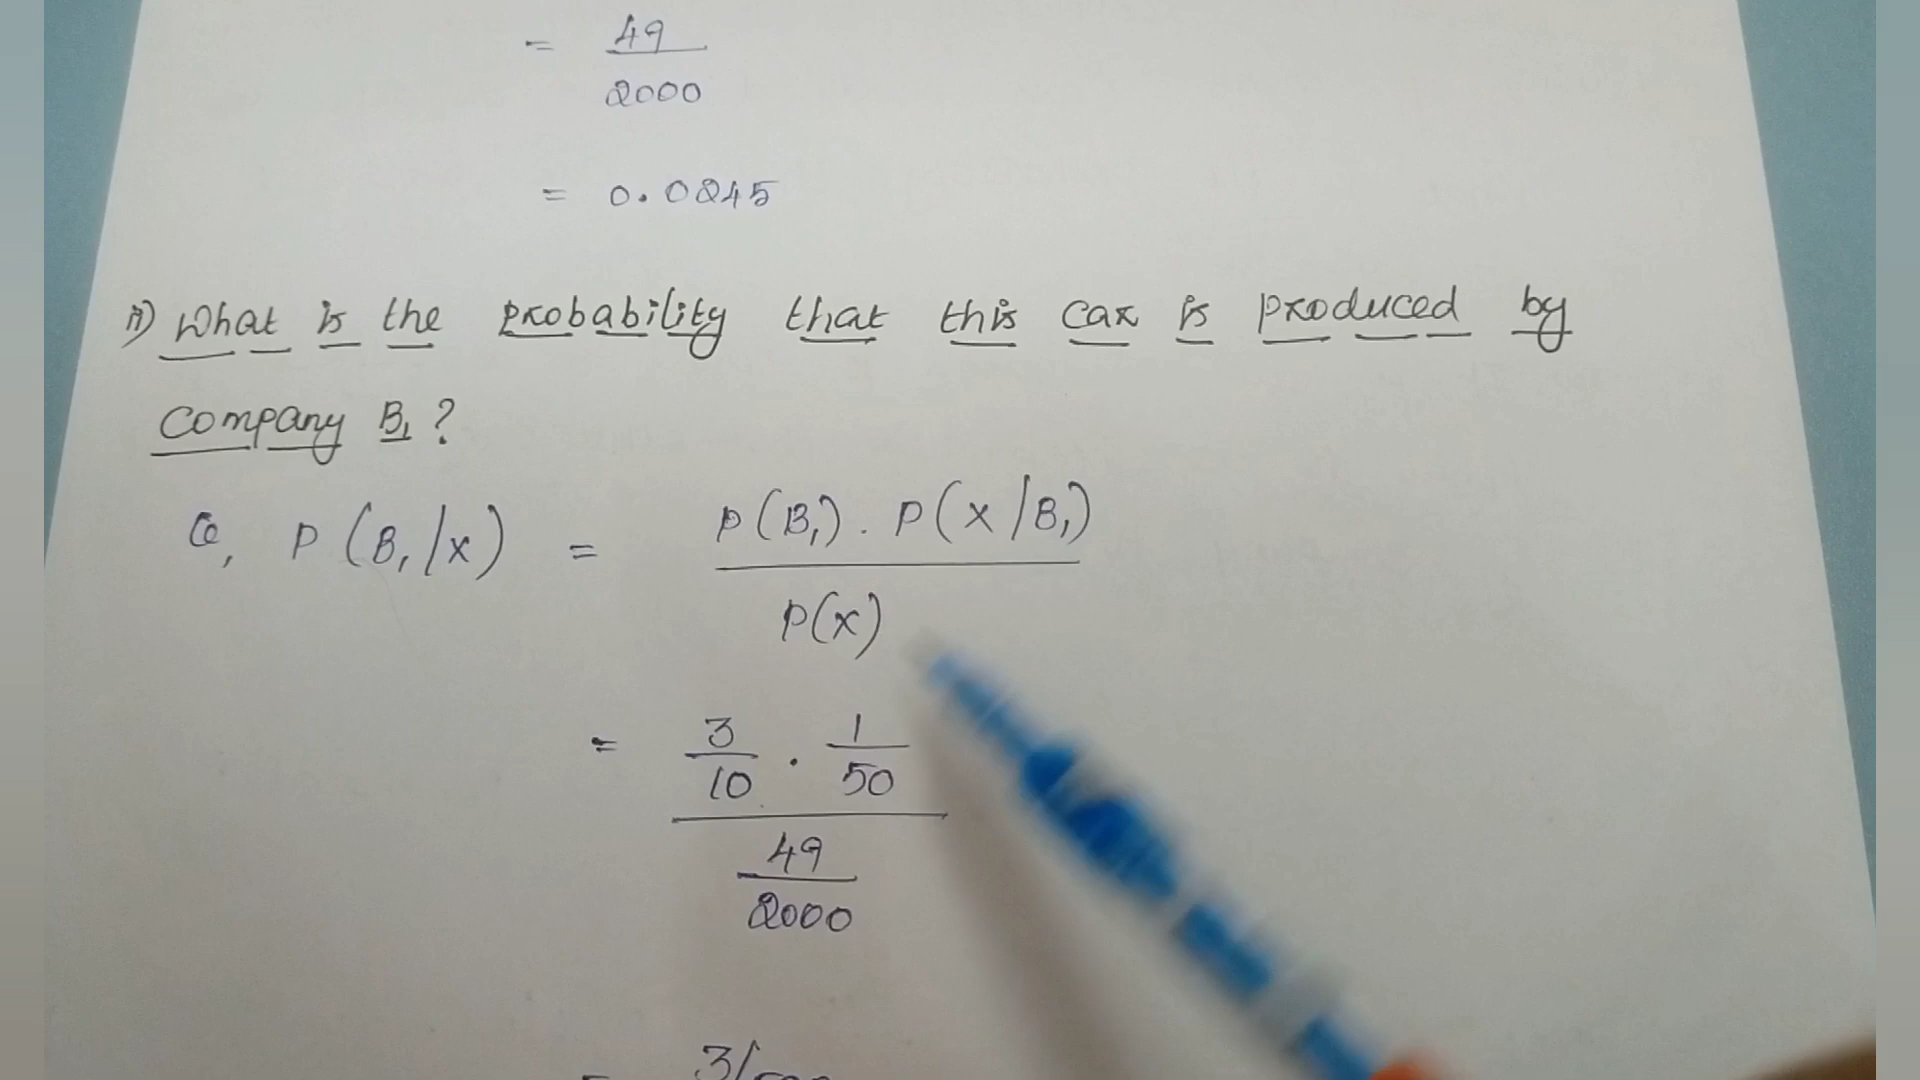 = 49/2000
= 0.0245
ii) What is the probability that this car is produced by
company B₁?
P(B₁/X) = P(B₁) . P(X/B₁) / P(X)
= 3/10 . 1/50 / 49/2000
= 3/